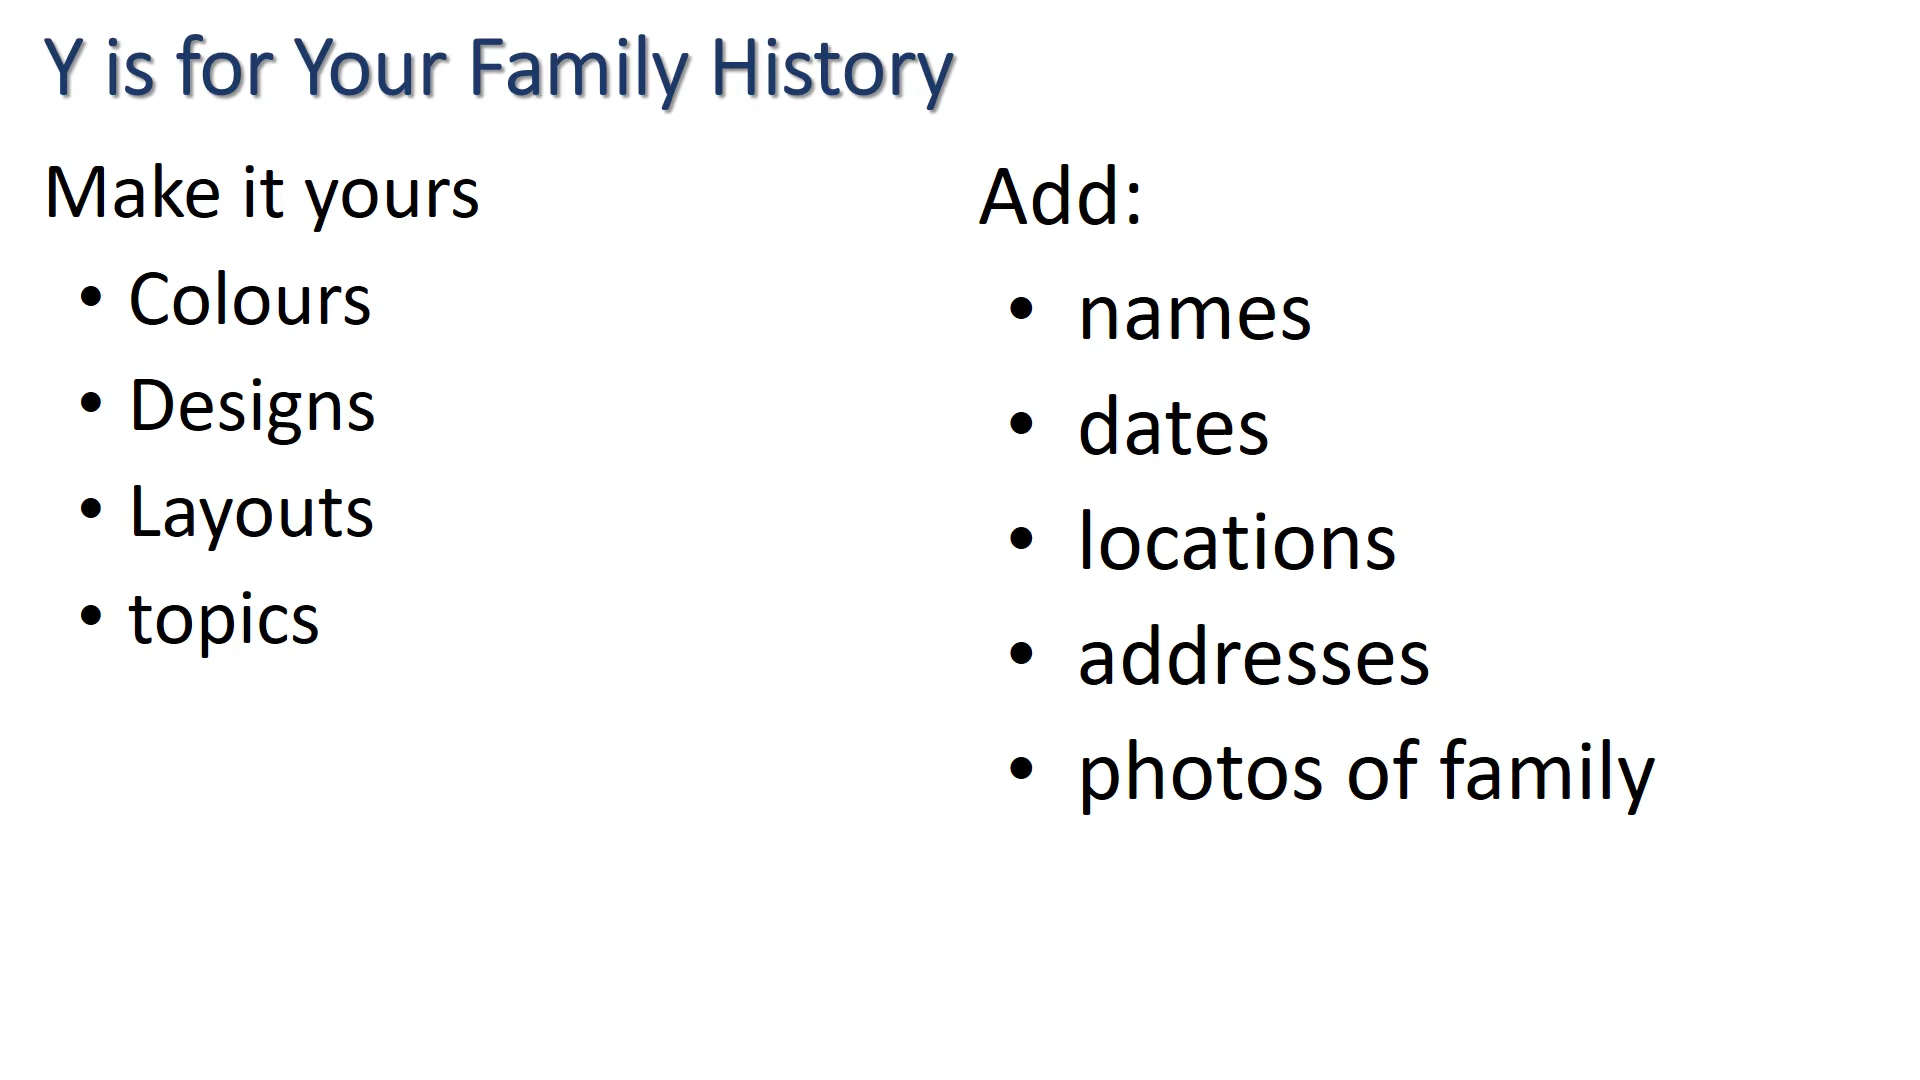 Y is for Your Family History
Make it yours
• Colours
• Designs
• Layouts
• topics
Add:
• names
• dates
• locations
• addresses
• photos of family